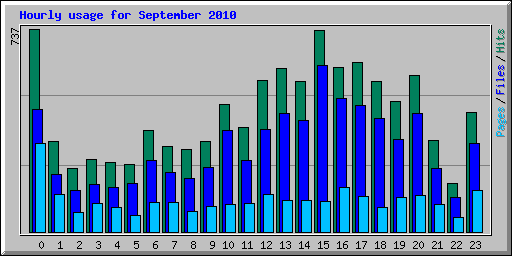 Hourly usage for September 2010
737
Pages / Files / Hits
0 1 2 3 4 5 6 7 8 9 10 11 12 13 14 15 16 17 18 19 20 21 22 23